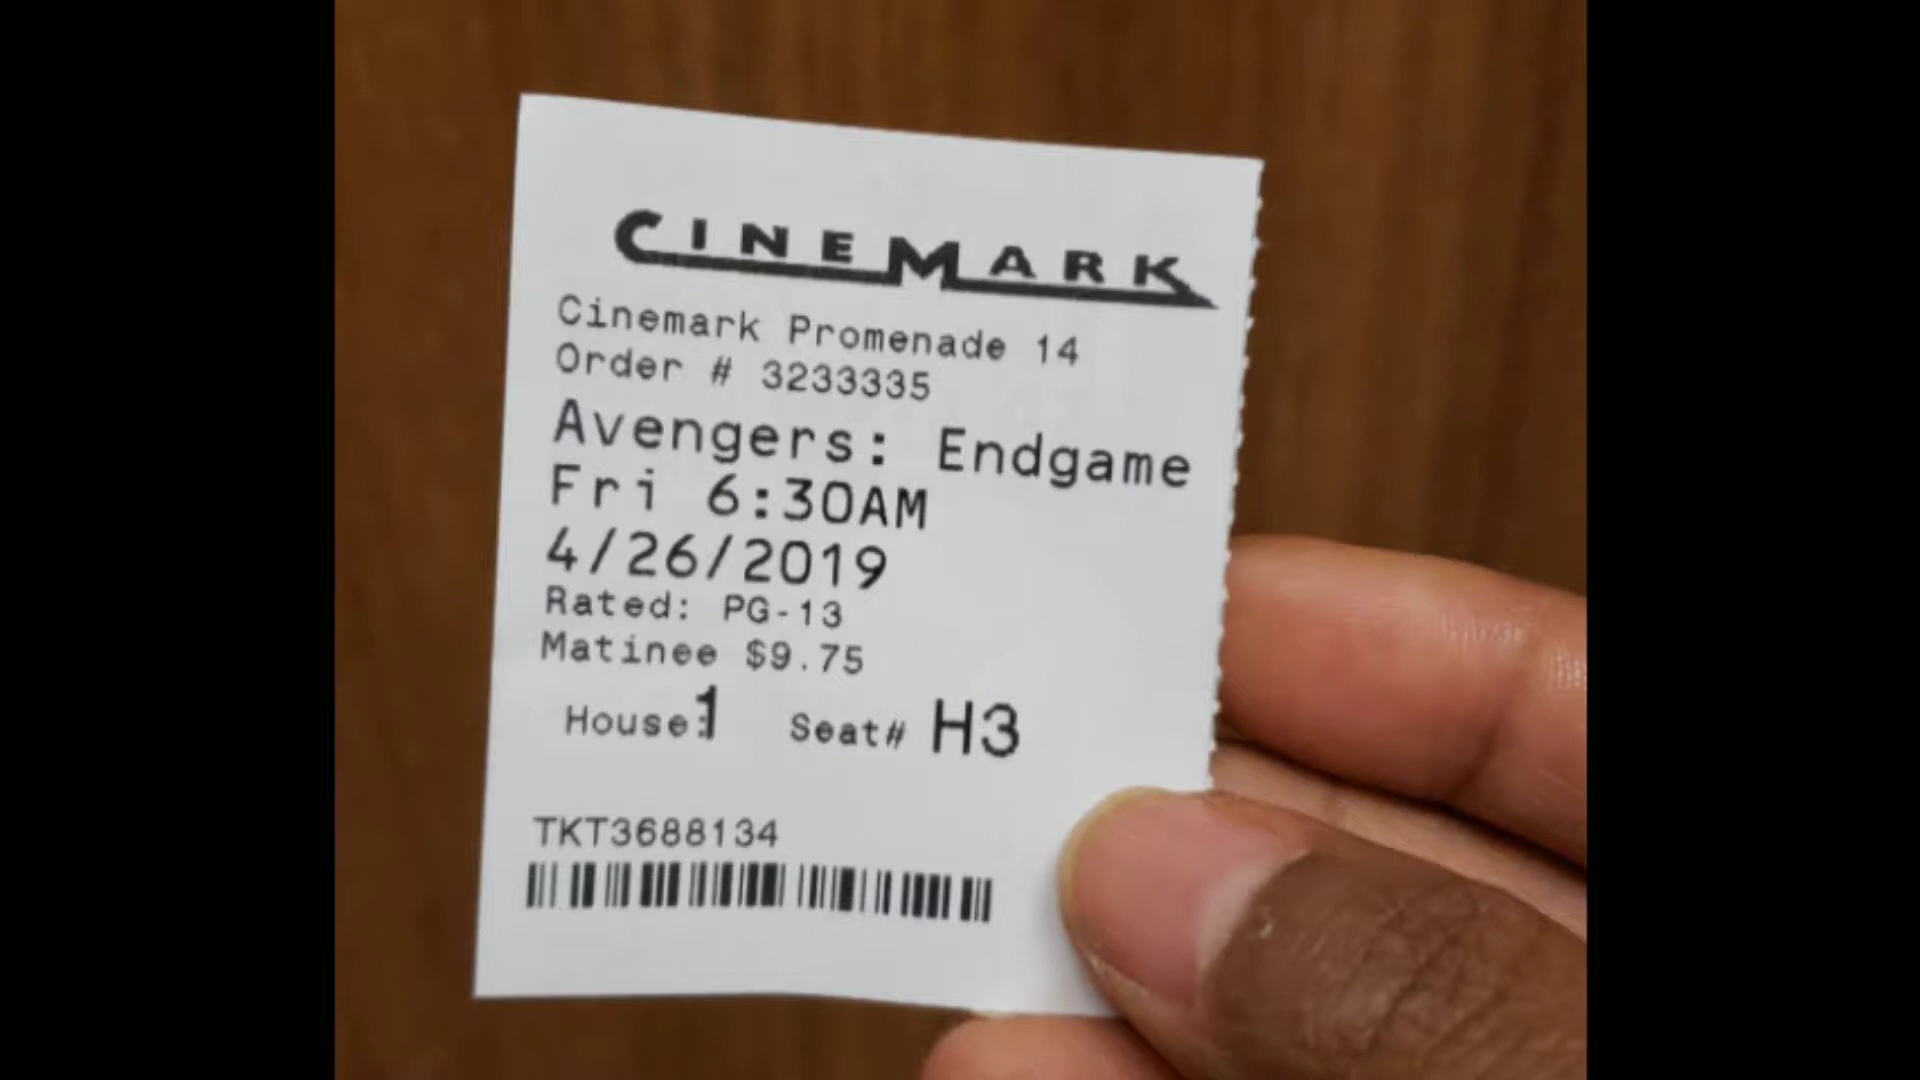 CINEMARK
Cinemark Promenade 14
Order # 3233335
Avengers: Endgame
Fri 6:30AM
4/26/2019
Rated: PG-13
Matinee $9.75
House:1 Seat# H3
TKT3688134